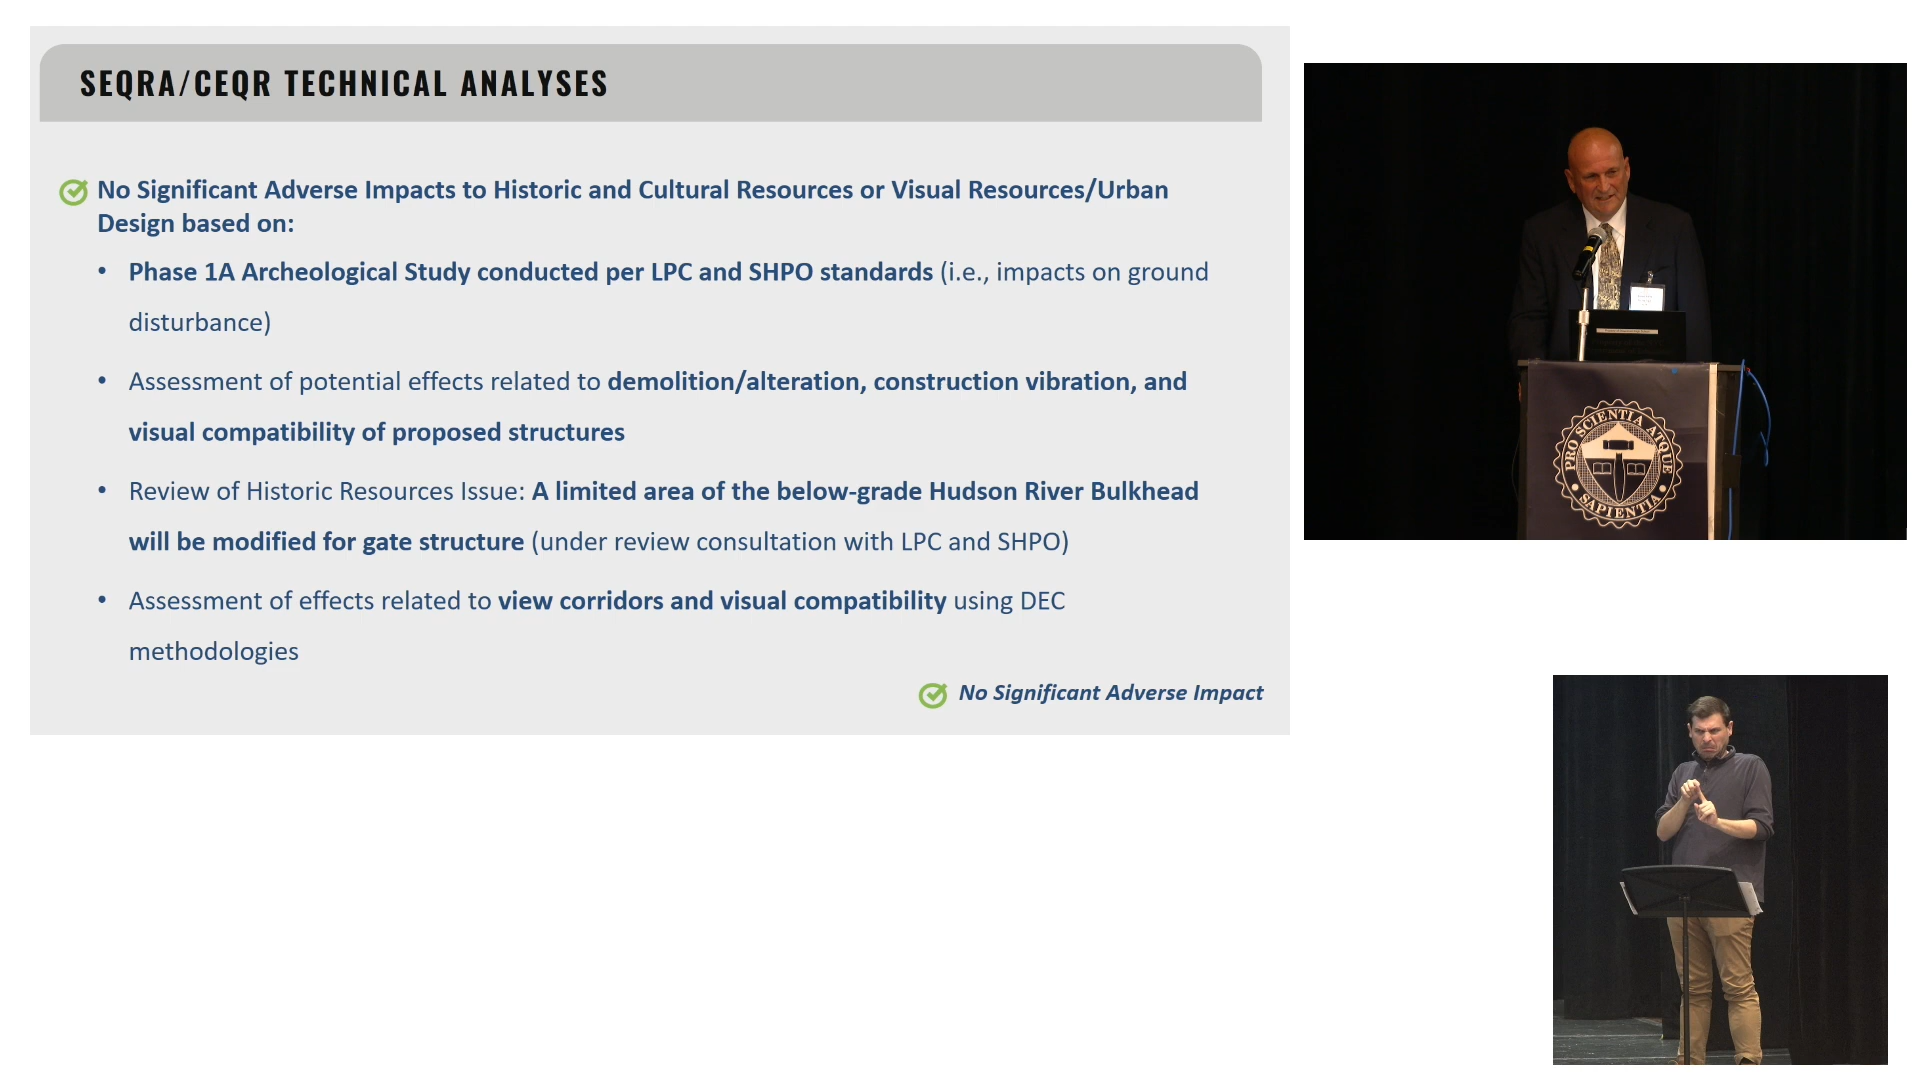 SEQRA/CEQR TECHNICAL ANALYSES
No Significant Adverse Impacts to Historic and Cultural Resources or Visual Resources/Urban
Design based on:
• Phase 1A Archeological Study conducted per LPC and SHPO standards (i.e., impacts on ground
disturbance)
• Assessment of potential effects related to demolition/alteration, construction vibration, and
visual compatibility of proposed structures
• Review of Historic Resources Issue: A limited area of the below-grade Hudson River Bulkhead
will be modified for gate structure (under review consultation with LPC and SHPO)
• Assessment of effects related to view corridors and visual compatibility using DEC
methodologies
No Significant Adverse Impact
PRO SCIENTIA ATQUE
SAPIENTIA